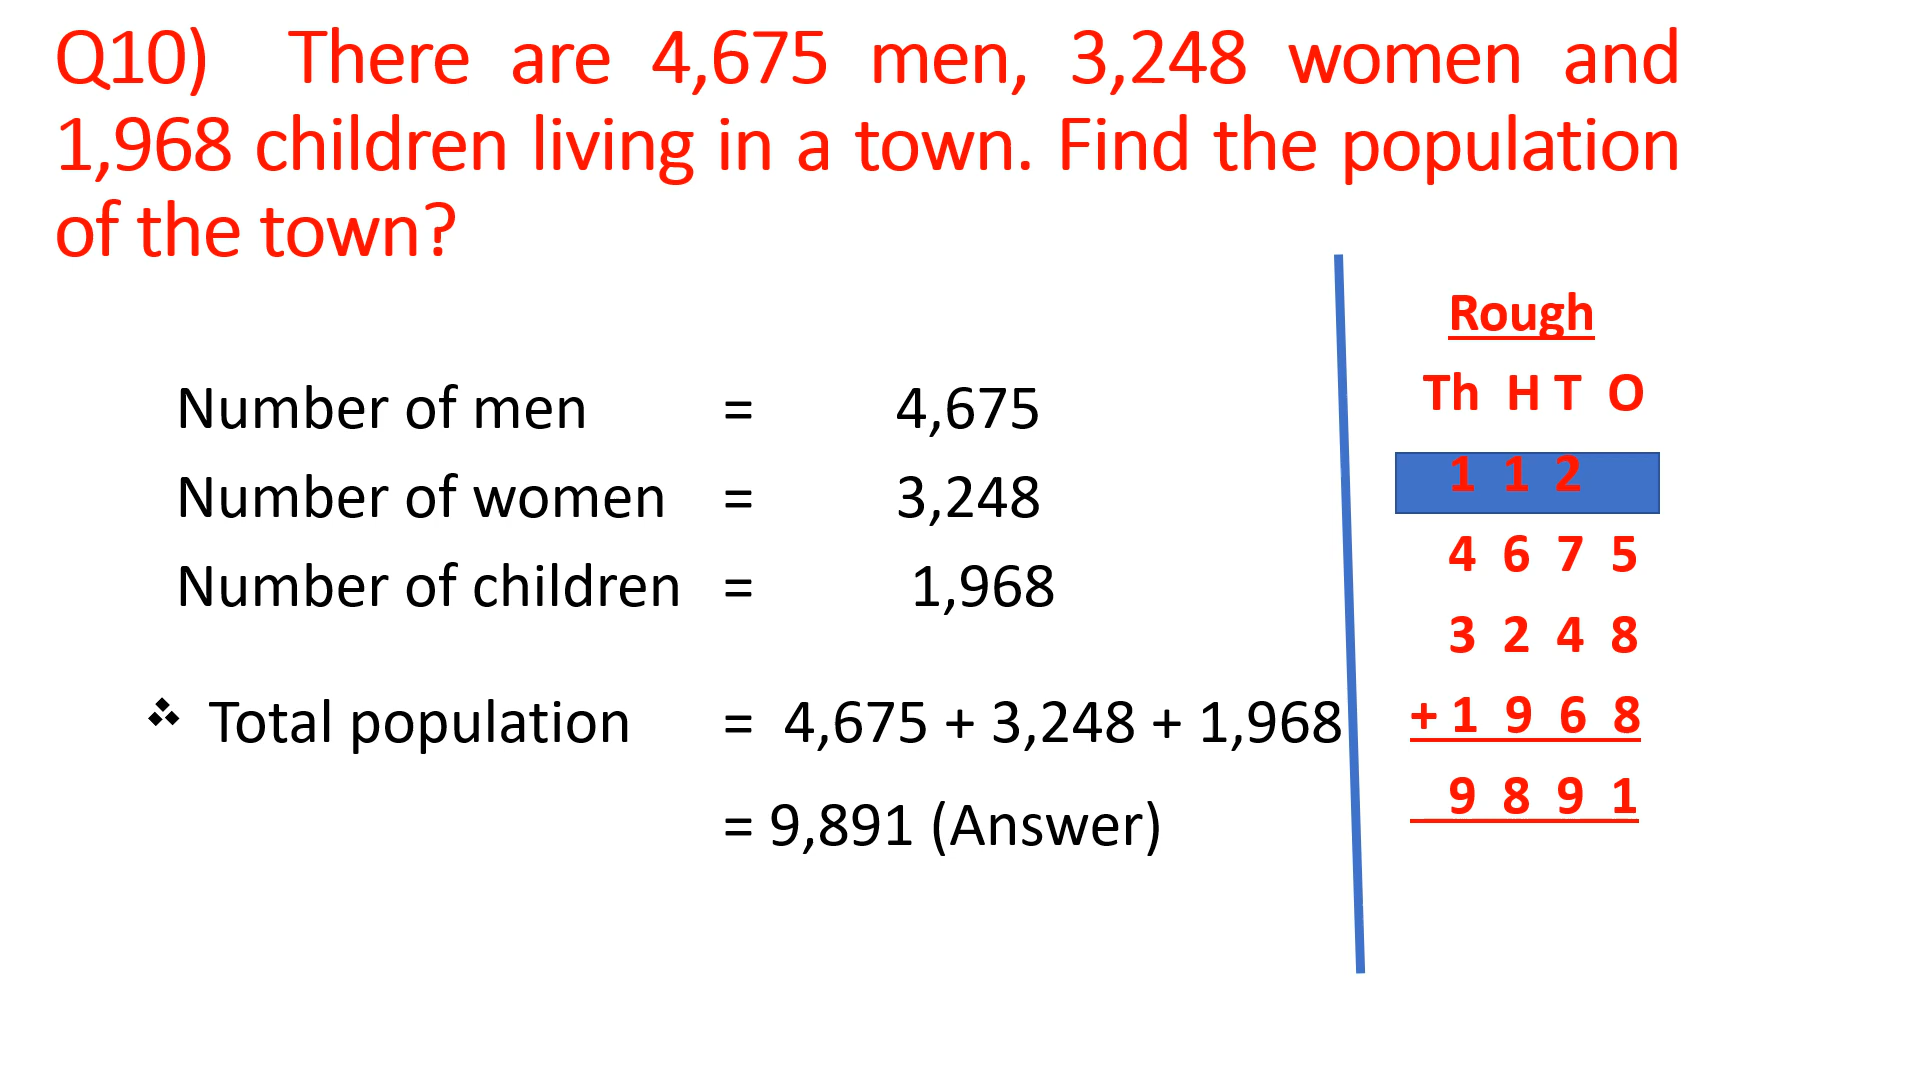 Q10) There are 4,675 men, 3,248 women and
1,968 children living in a town. Find the population
of the town?
Number of men = 4,675
Number of women = 3,248
Number of children = 1,968
❖ Total population = 4,675 + 3,248 + 1,968
= 9,891 (Answer)
Rough
Th H T O
1 1 2
4 6 7 5
3 2 4 8
+ 1 9 6 8
9 8 9 1